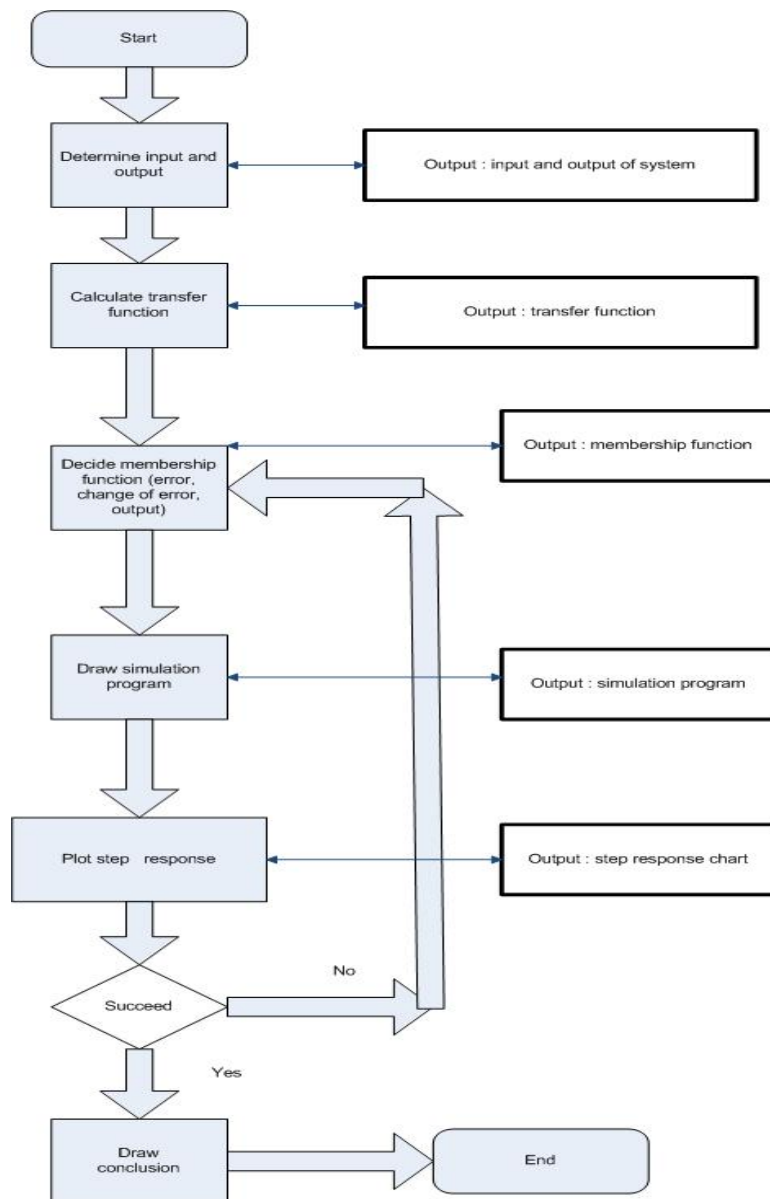 Start
Determine input and
output
Output : input and output of system
Calculate transfer
function
Output : transfer function
Decide membership
function (error,
change of error,
output)
Output : membership function
Draw simulation
program
Output : simulation program
Plot step response
Output : step response chart
Succeed
No
Yes
Draw
conclusion
End